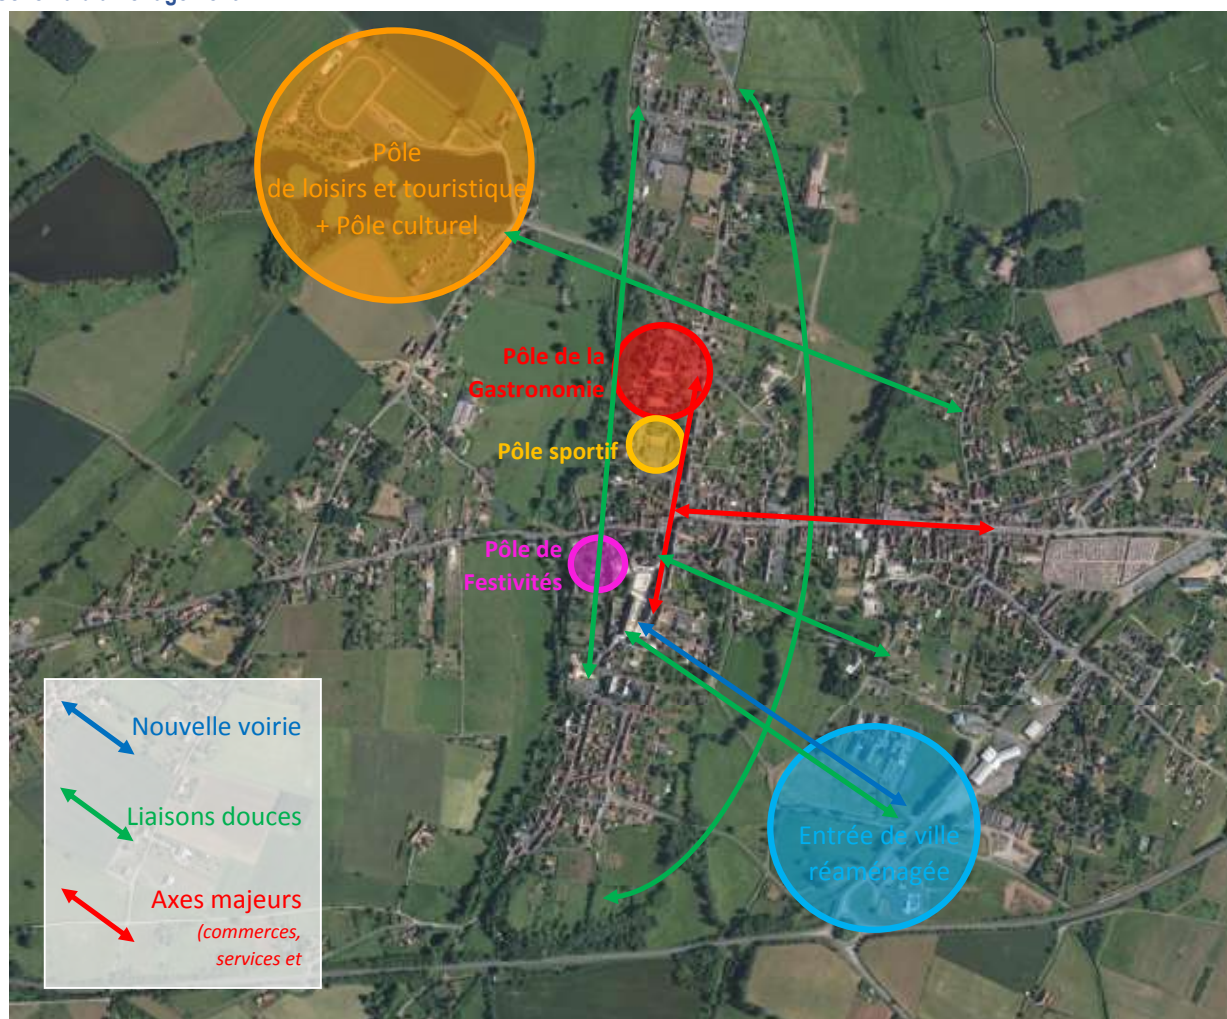 Pôle
de loisirs et touristique
+ Pôle culturel
Pôle de la
Gastronomie
Pôle sportif
Pôle de
Festivités
Nouvelle voirie
Liaisons douces
Axes majeurs
(commerces,
services et
Entrée de ville
réaménagée